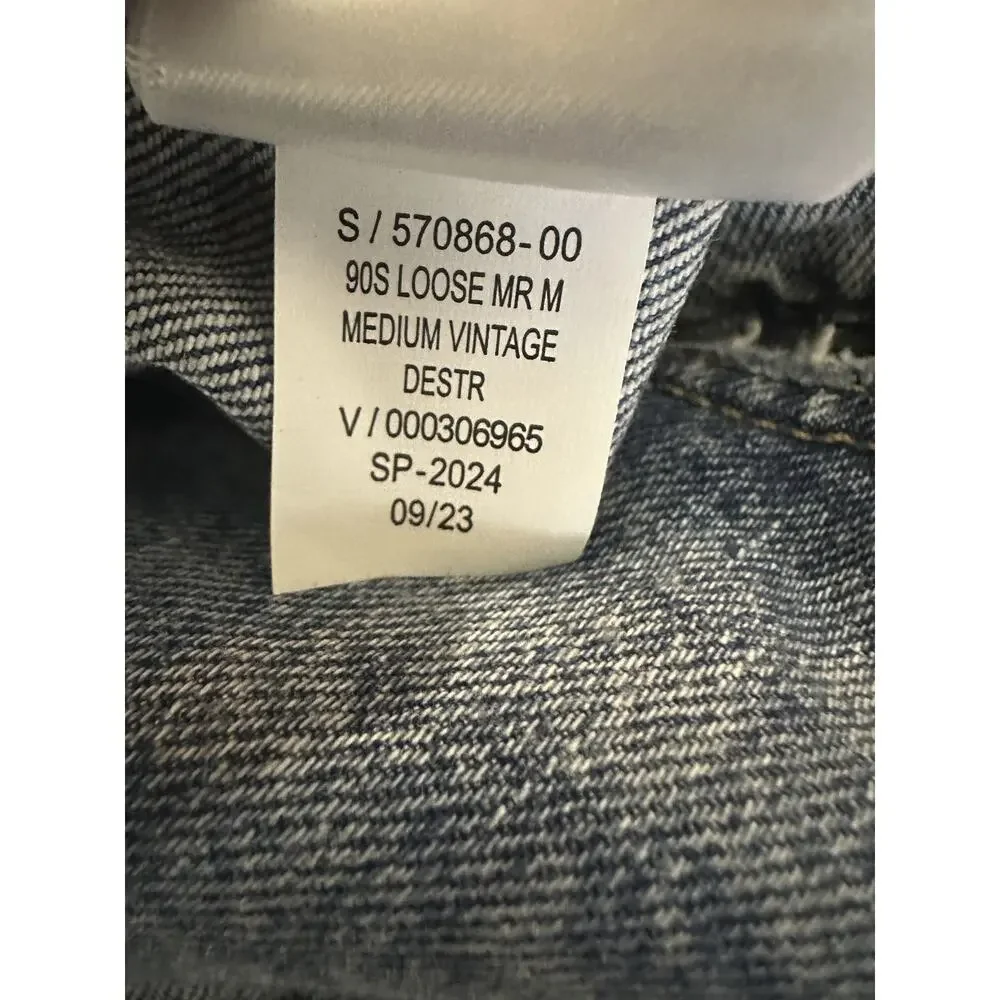 S / 570868-00
90S LOOSE MR M
MEDIUM VINTAGE
DESTR
V / 000306965
SP-2024
09/23